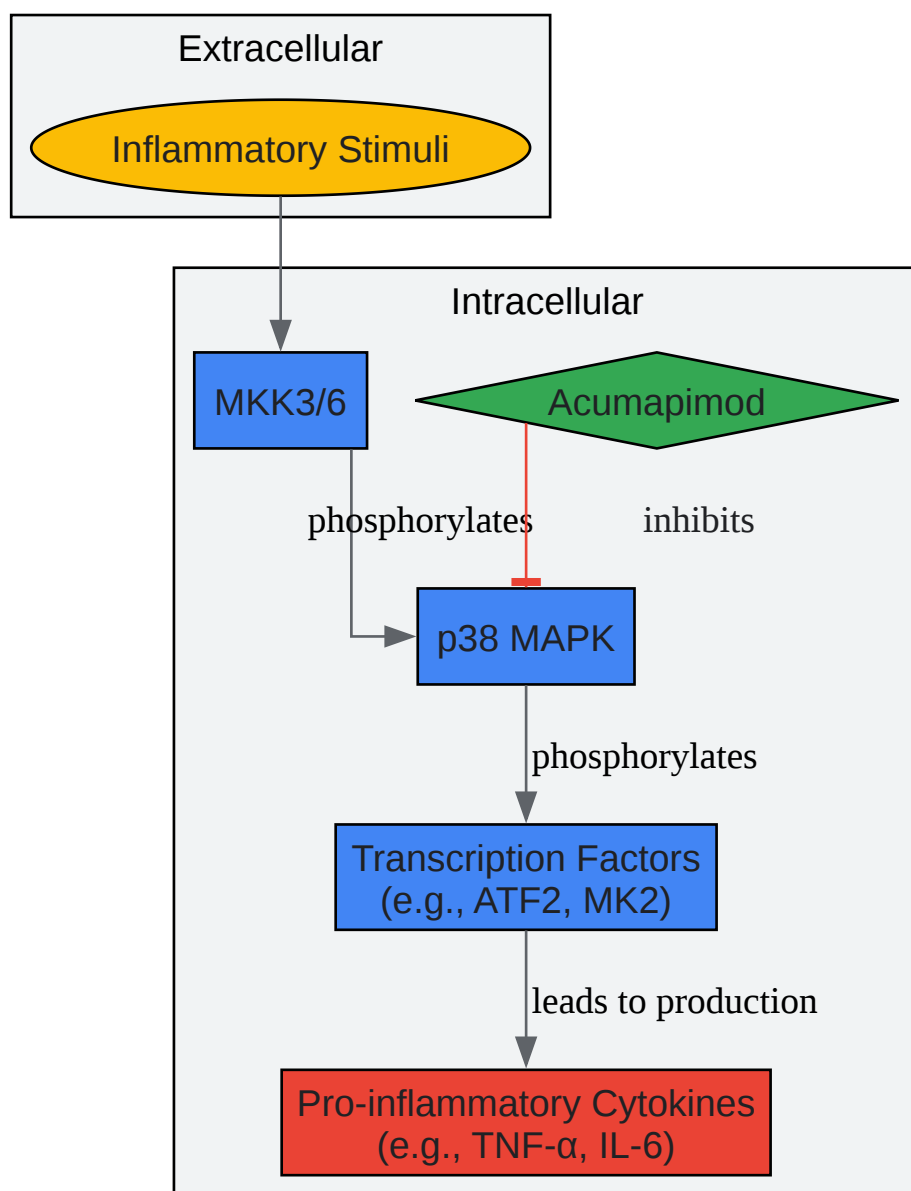 Extracellular
Inflammatory Stimuli
Intracellular
MKK3/6
Acumapimod
phosphorylates
inhibits
p38 MAPK
phosphorylates
Transcription Factors
(e.g., ATF2, MK2)
leads to production
Pro-inflammatory Cytokines
(e.g., TNF-α, IL-6)